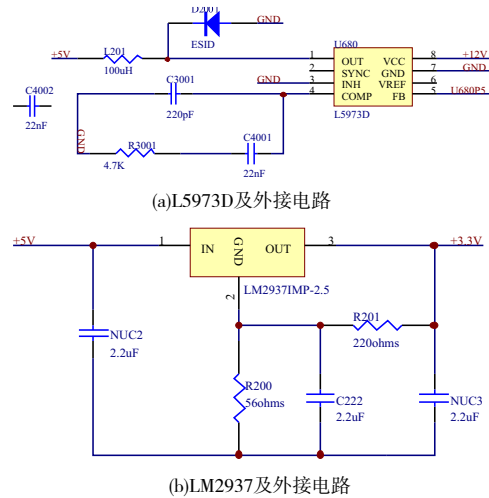 D2001
GND
ESID
U680
+5V
L201
100uH
1
OUT
VCC
8
+12V
2
SYNC
GND
7
GND
GND
3
INH
VREF
6
4
COMP
FB
5
U680P5
L5973D
C4002
22nF
C3001
220pF
GND
R3001
4.7K
C4001
22nF
(a)L5973D及外接电路
+5V
1
IN
GND
OUT
3
+3.3V
2
LM2937IMP-2.5
NUC2
2.2uF
R201
220ohms
R200
56ohms
C222
2.2uF
NUC3
2.2uF
(b)LM2937及外接电路